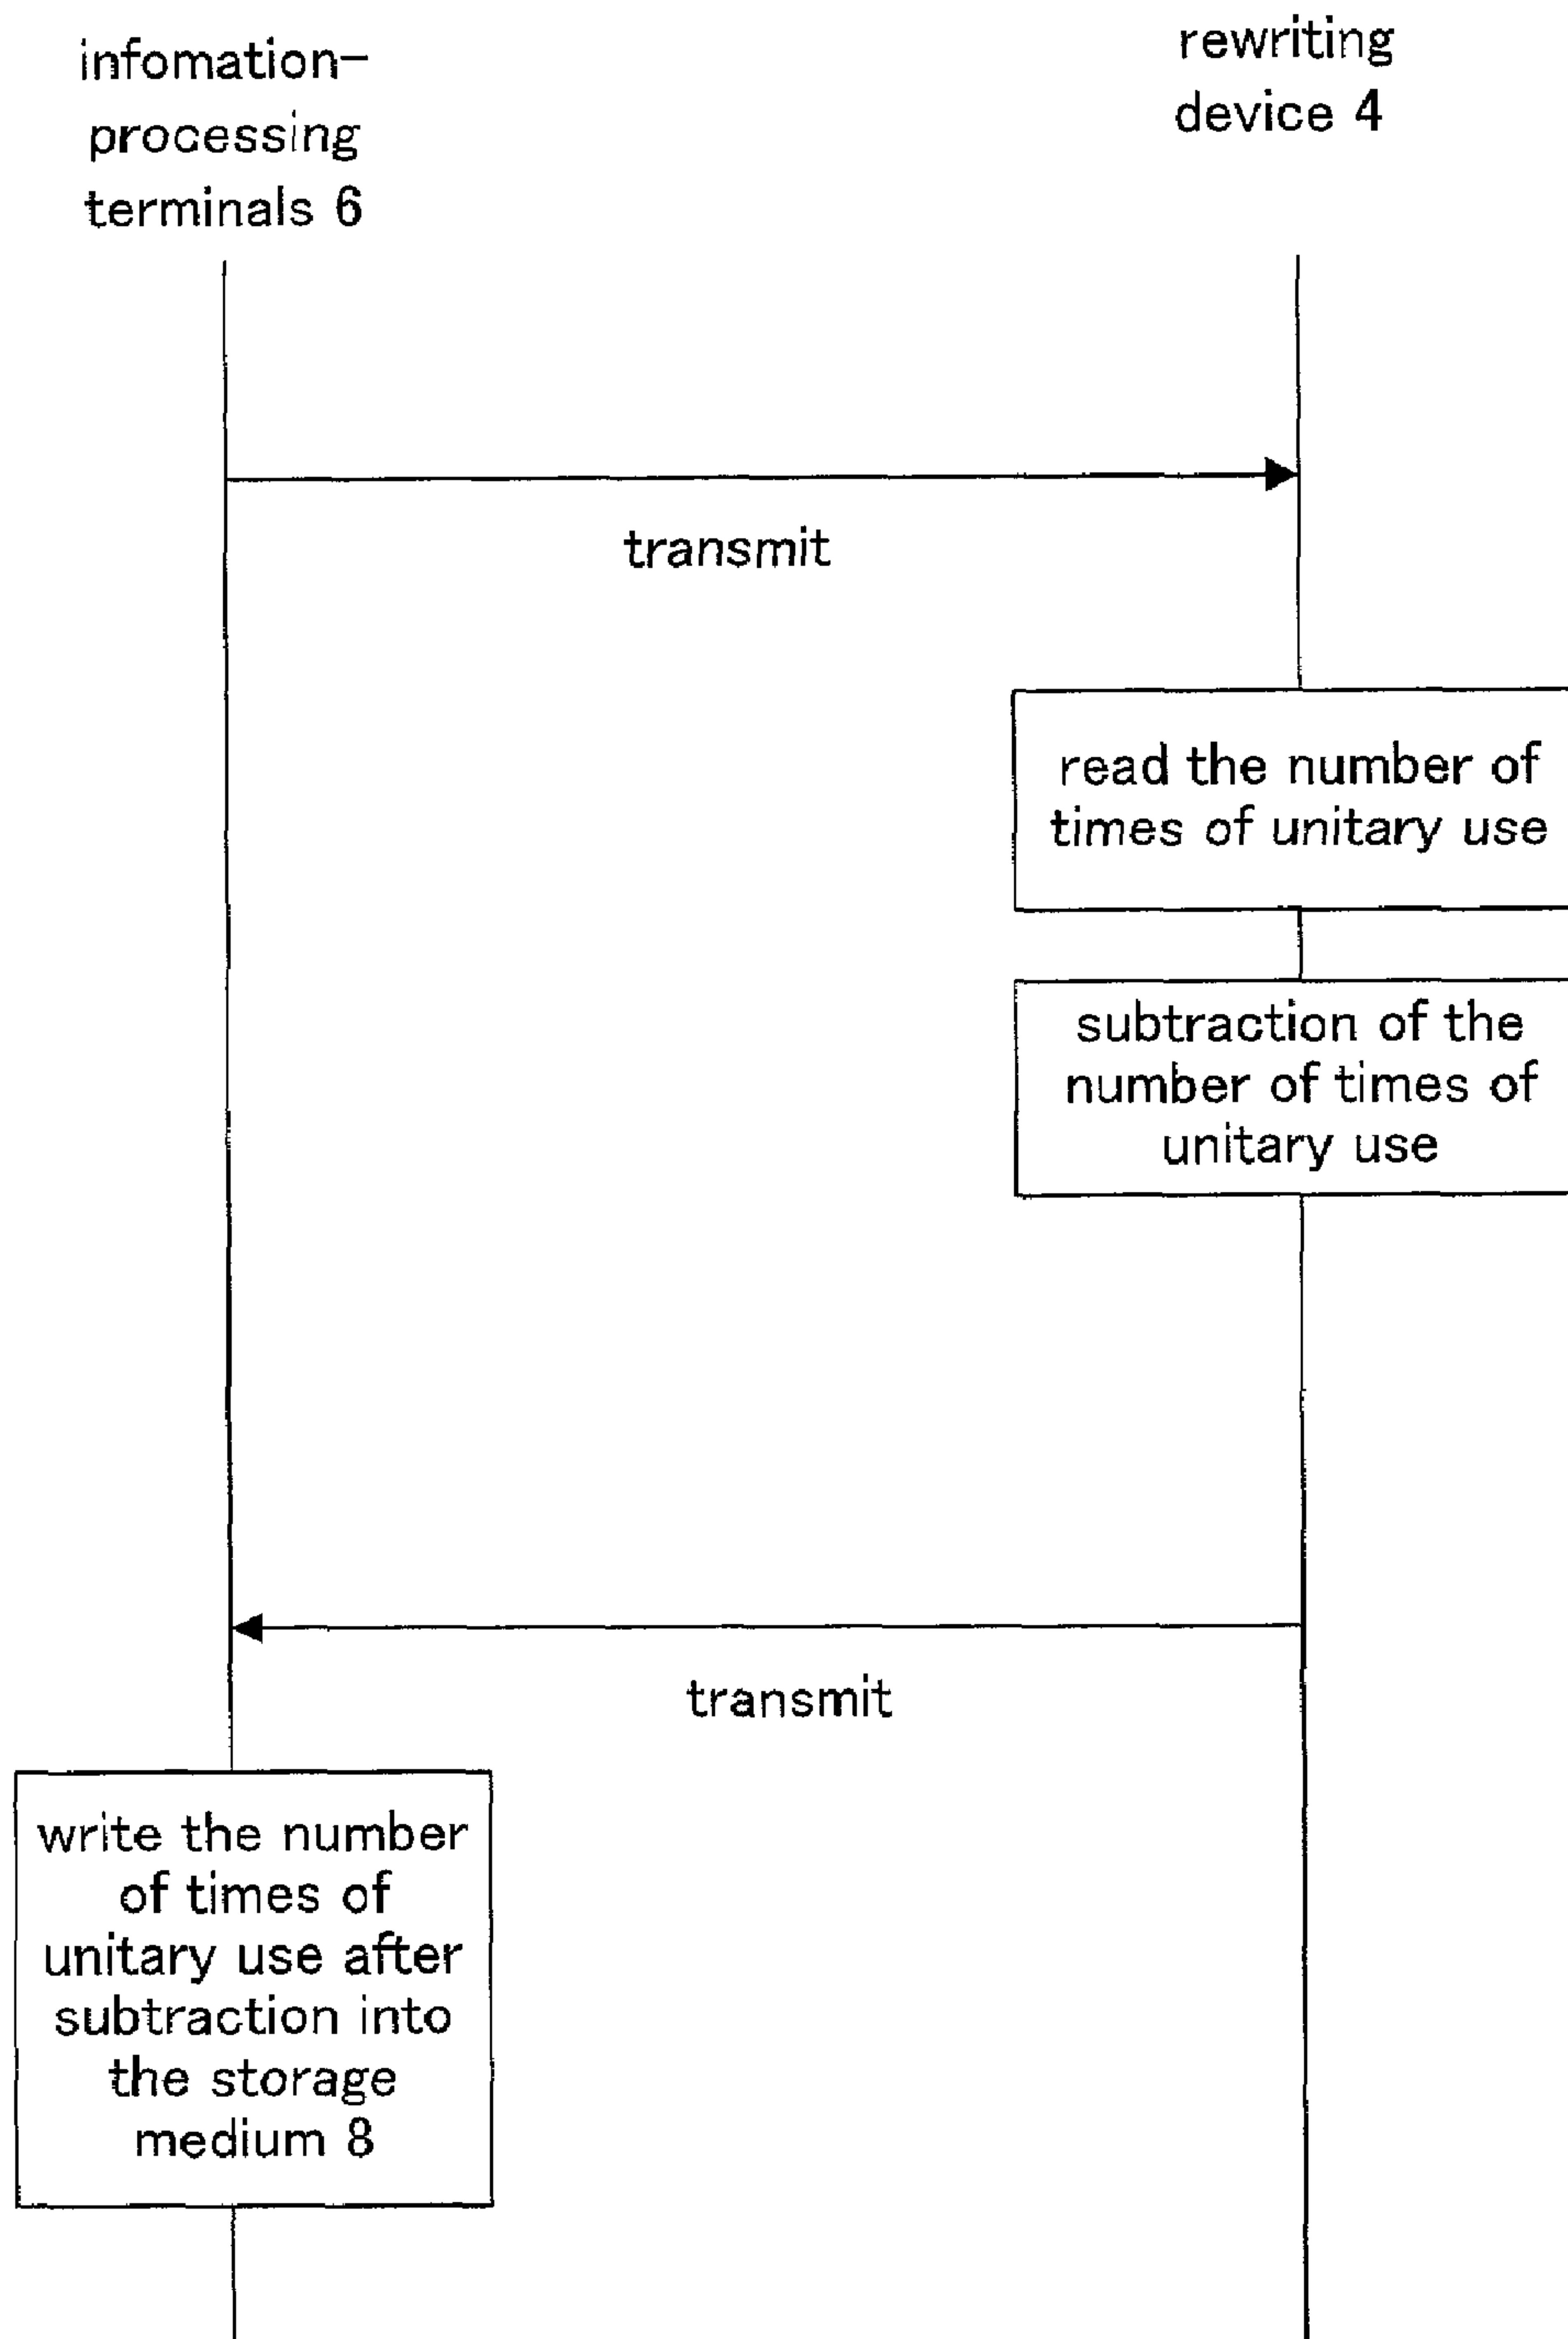 infomation-
processing
terminals 6
rewriting
device 4
transmit
read the number of
times of unitary use
subtraction of the
number of times of
unitary use
transmit
write the number
of times of
unitary use after
subtraction into
the storage
medium 8